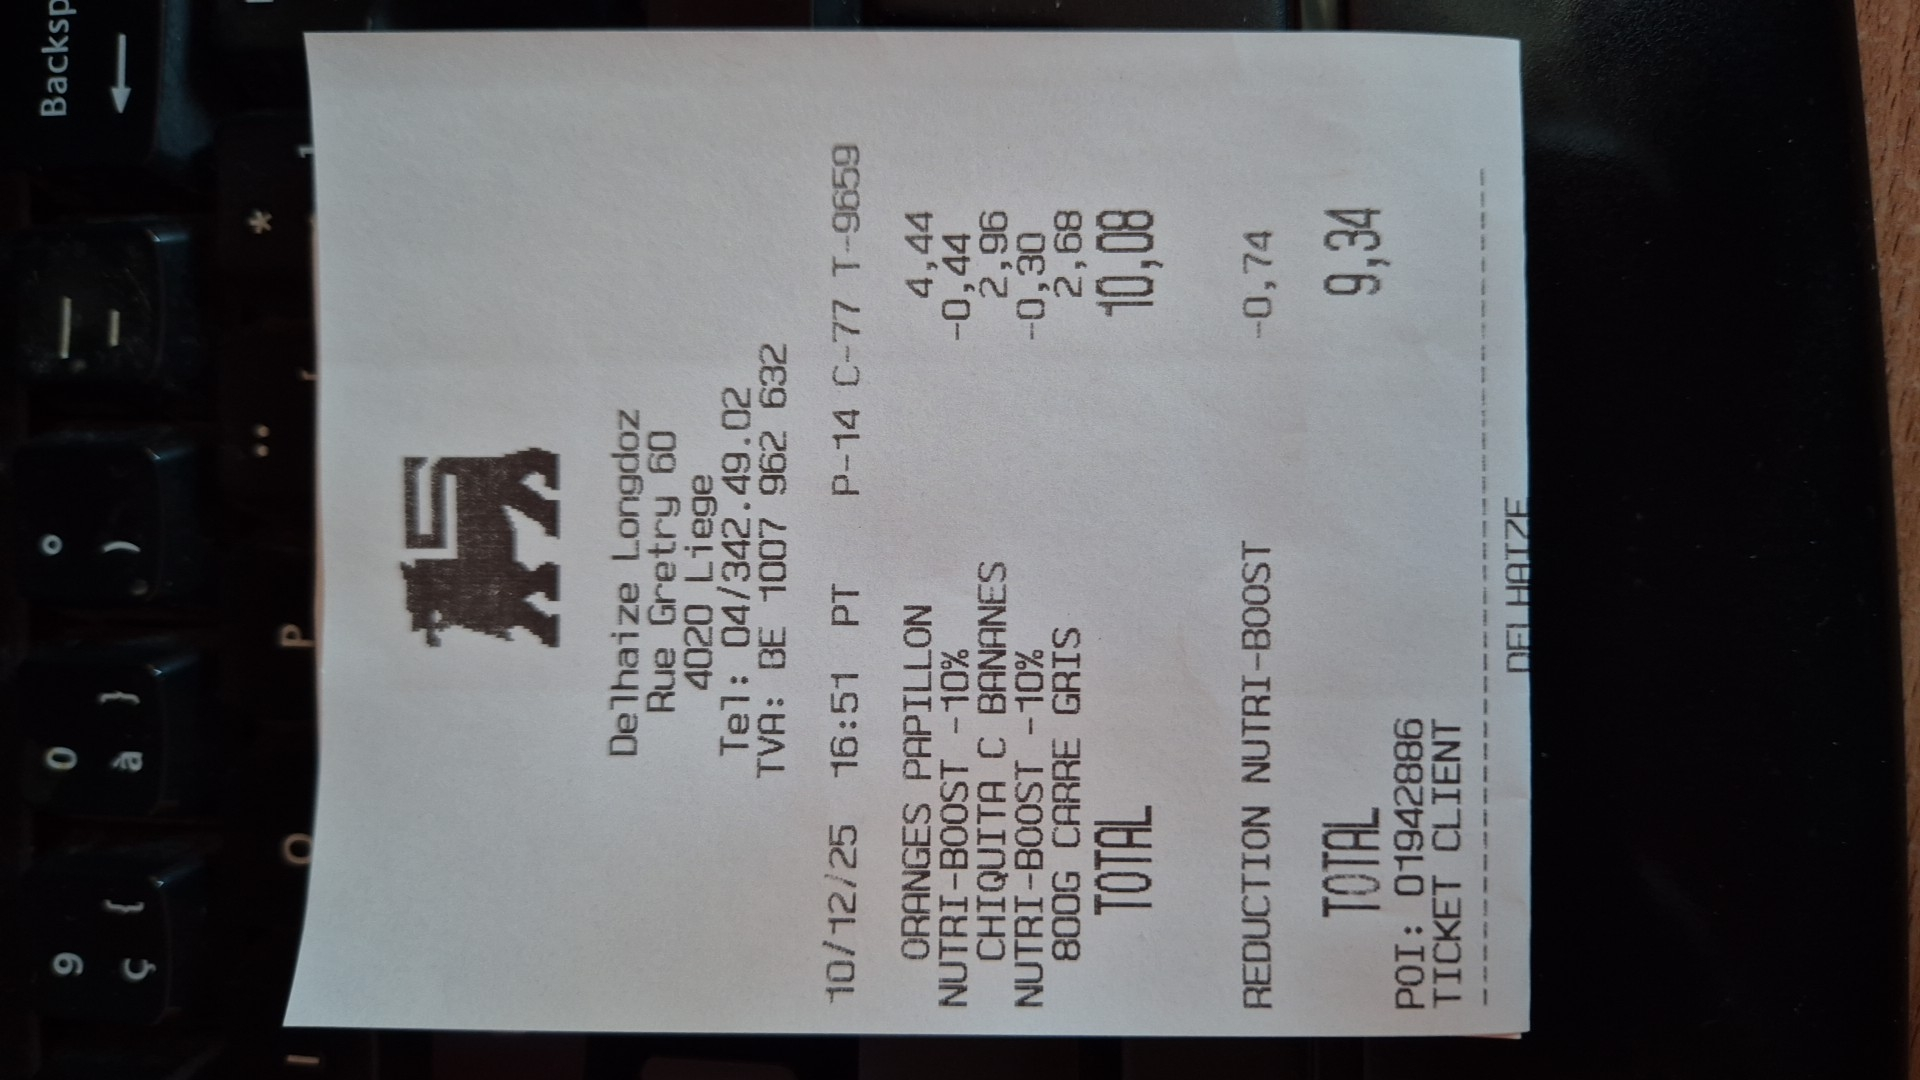 Delhaize Longdoz
Rue Gretry 60
4020 Liege
Tel: 04/342.49.02
TVA: BE 1007 962 632
10/12/25 16:51 PT P-14 C-77 T-9659
ORANGES PAPILLON 4,44
NUTRI-BOOST -10% -0,44
CHIQUITA C BANANES 2,96
NUTRI-BOOST -10% -0,30
800G CARRE GRIS 2,68
TOTAL 10,08
REDUCTION NUTRI-BOOST -0,74
TOTAL 9,34
POI: 01942886
TICKET CLIENT
DELHAIZE
Backsp
9
ç {
0
à }
°
) 
_
-
*
¨
O
P